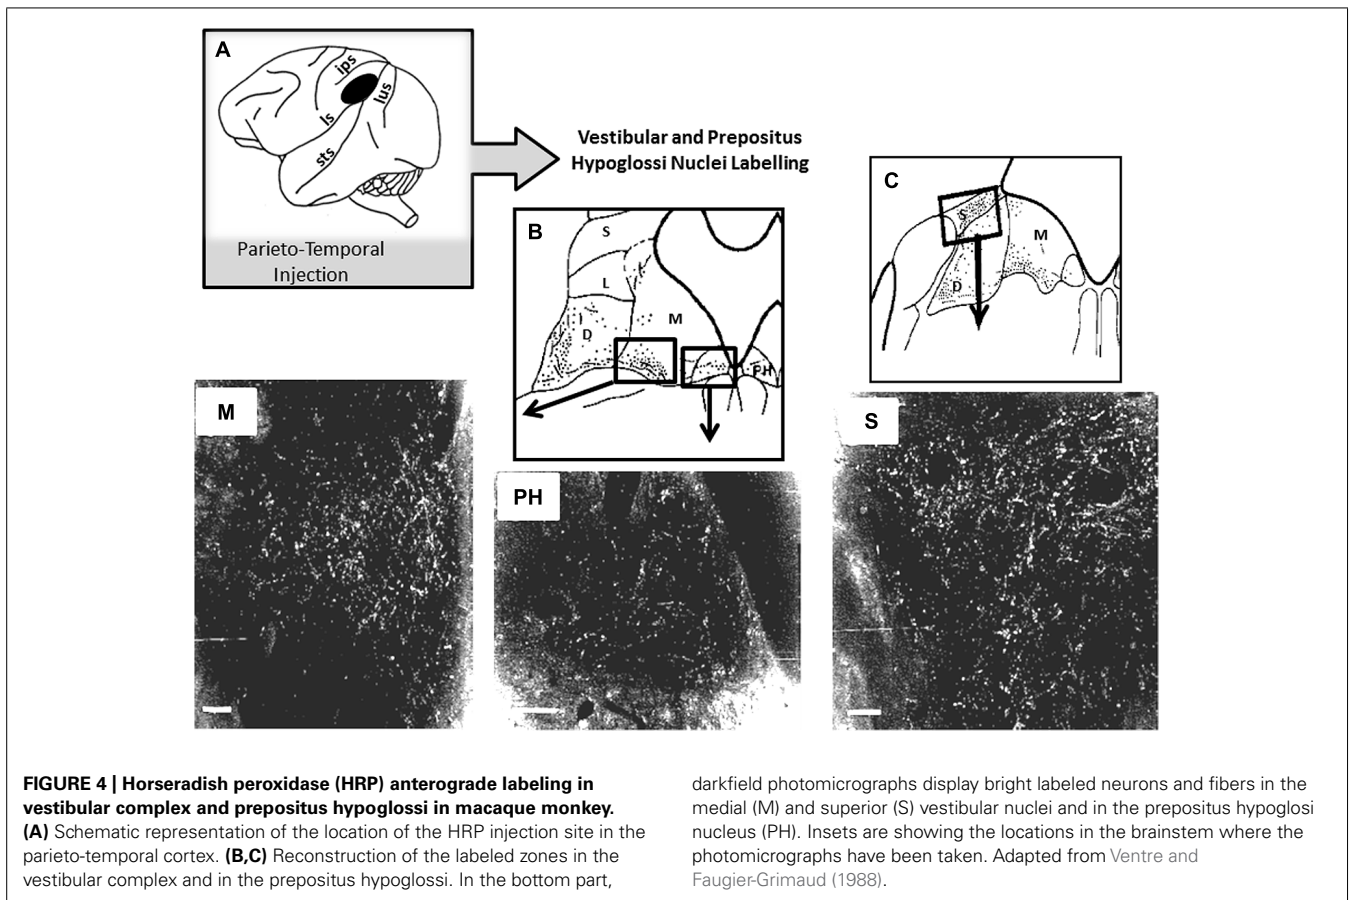 A
ips
lus
ls
sts
Parieto-Temporal
Injection
Vestibular and Prepositus
Hypoglossi Nuclei Labelling
B
S
L
I
D
M
PH
C
S
M
D
M
PH
S
FIGURE 4 | Horseradish peroxidase (HRP) anterograde labeling in
vestibular complex and prepositus hypoglossi in macaque monkey.
(A) Schematic representation of the location of the HRP injection site in the
parieto-temporal cortex. (B,C) Reconstruction of the labeled zones in the
vestibular complex and in the prepositus hypoglossi. In the bottom part,
darkfield photomicrographs display bright labeled neurons and fibers in the
medial (M) and superior (S) vestibular nuclei and in the prepositus hypoglosi
nucleus (PH). Insets are showing the locations in the brainstem where the
photomicrographs have been taken. Adapted from Ventre and
Faugier-Grimaud (1988).